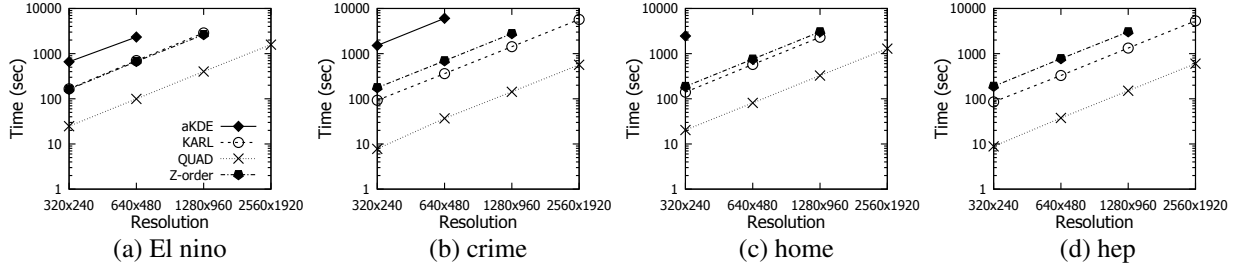 10000
1000
100
10
1
Time (sec)
aKDE
KARL
QUAD
Z-order
320x240 640x480 1280x960 2560x1920
Resolution
(a) El nino
10000
1000
100
10
1
Time (sec)
320x240 640x480 1280x960 2560x1920
Resolution
(b) crime
10000
1000
100
10
1
Time (sec)
320x240 640x480 1280x960 2560x1920
Resolution
(c) home
10000
1000
100
10
1
Time (sec)
320x240 640x480 1280x960 2560x1920
Resolution
(d) hep